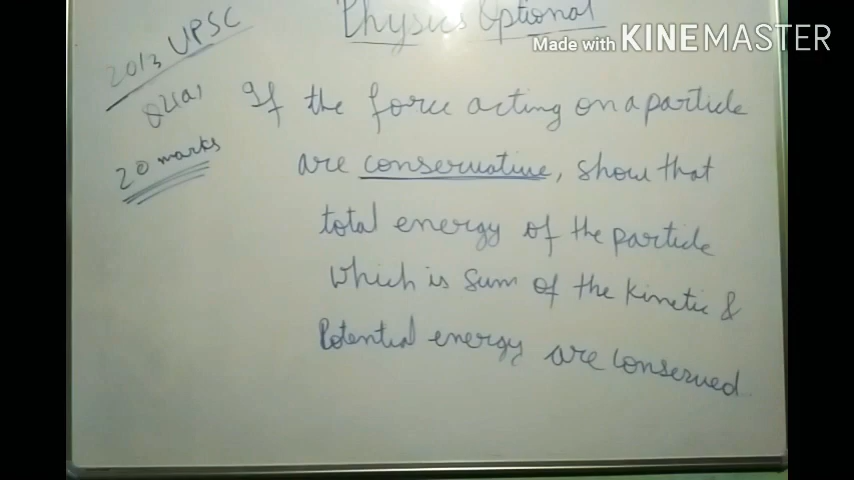 Physics Optional
Made with KINEMASTER
2013 UPSC
Q2(a) If the force acting on a particle
20 marks are conservative, show that
total energy of the particle
which is sum of the kinetic &
Potential energy are conserved.